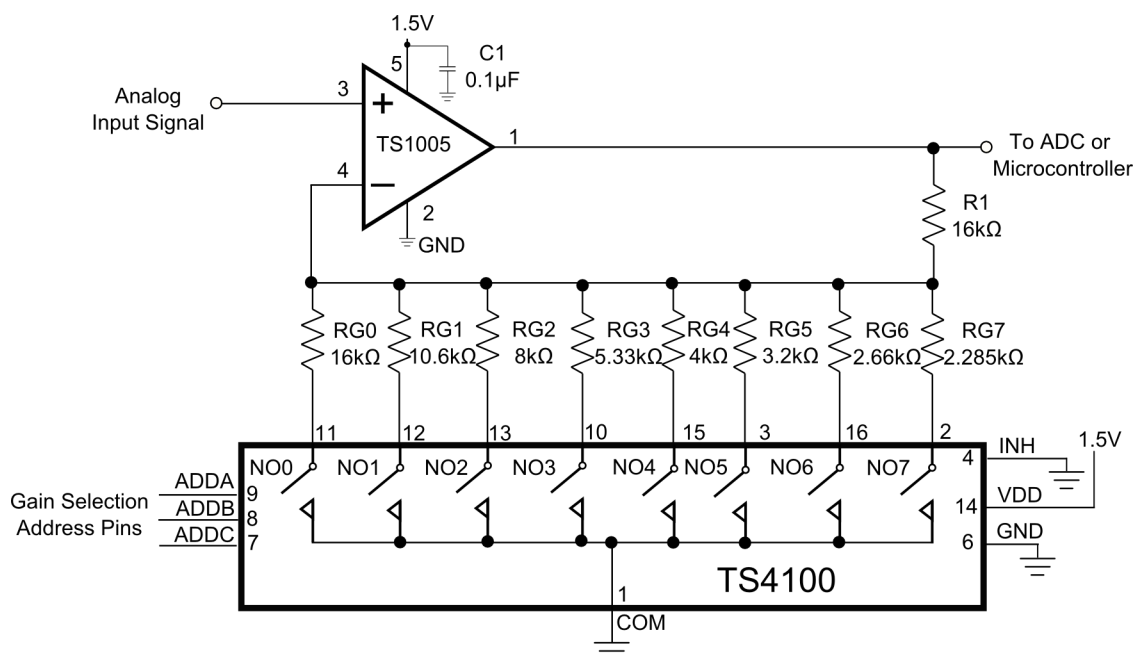 1.5V
C1
0.1µF
5
Analog
Input Signal
3
+
TS1005
1
To ADC or
Microcontroller
4
−
2
GND
R1
16kΩ
RG0
16kΩ
RG1
10.6kΩ
RG2
8kΩ
RG3
5.33kΩ
RG4
4kΩ
RG5
3.2kΩ
RG6
2.66kΩ
RG7
2.285kΩ
11 12 13 10 15 3 16 2
NO0 NO1 NO2 NO3 NO4 NO5 NO6 NO7
4 INH
1.5V
Gain Selection
Address Pins
ADDA 9
ADDB 8
ADDC 7
14 VDD
6 GND
TS4100
1
COM